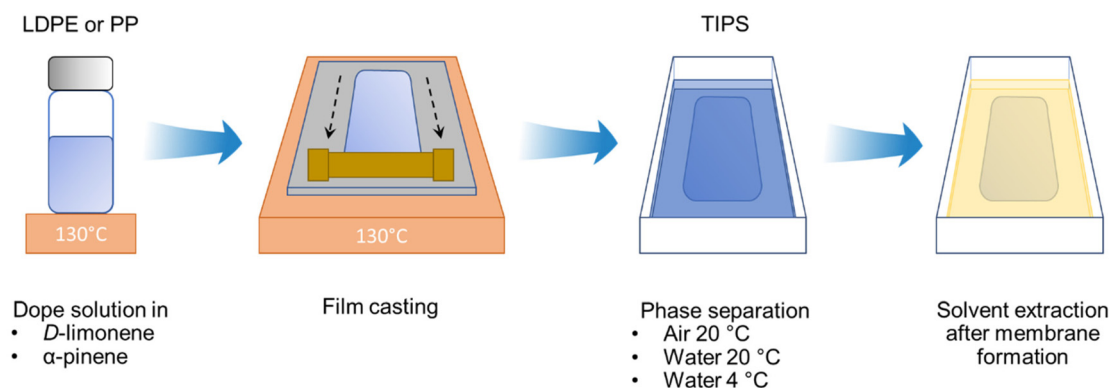 LDPE or PP
TIPS
130°C
130°C
Dope solution in
• D-limonene
• α-pinene
Film casting
Phase separation
• Air 20 °C
• Water 20 °C
• Water 4 °C
Solvent extraction
after membrane
formation